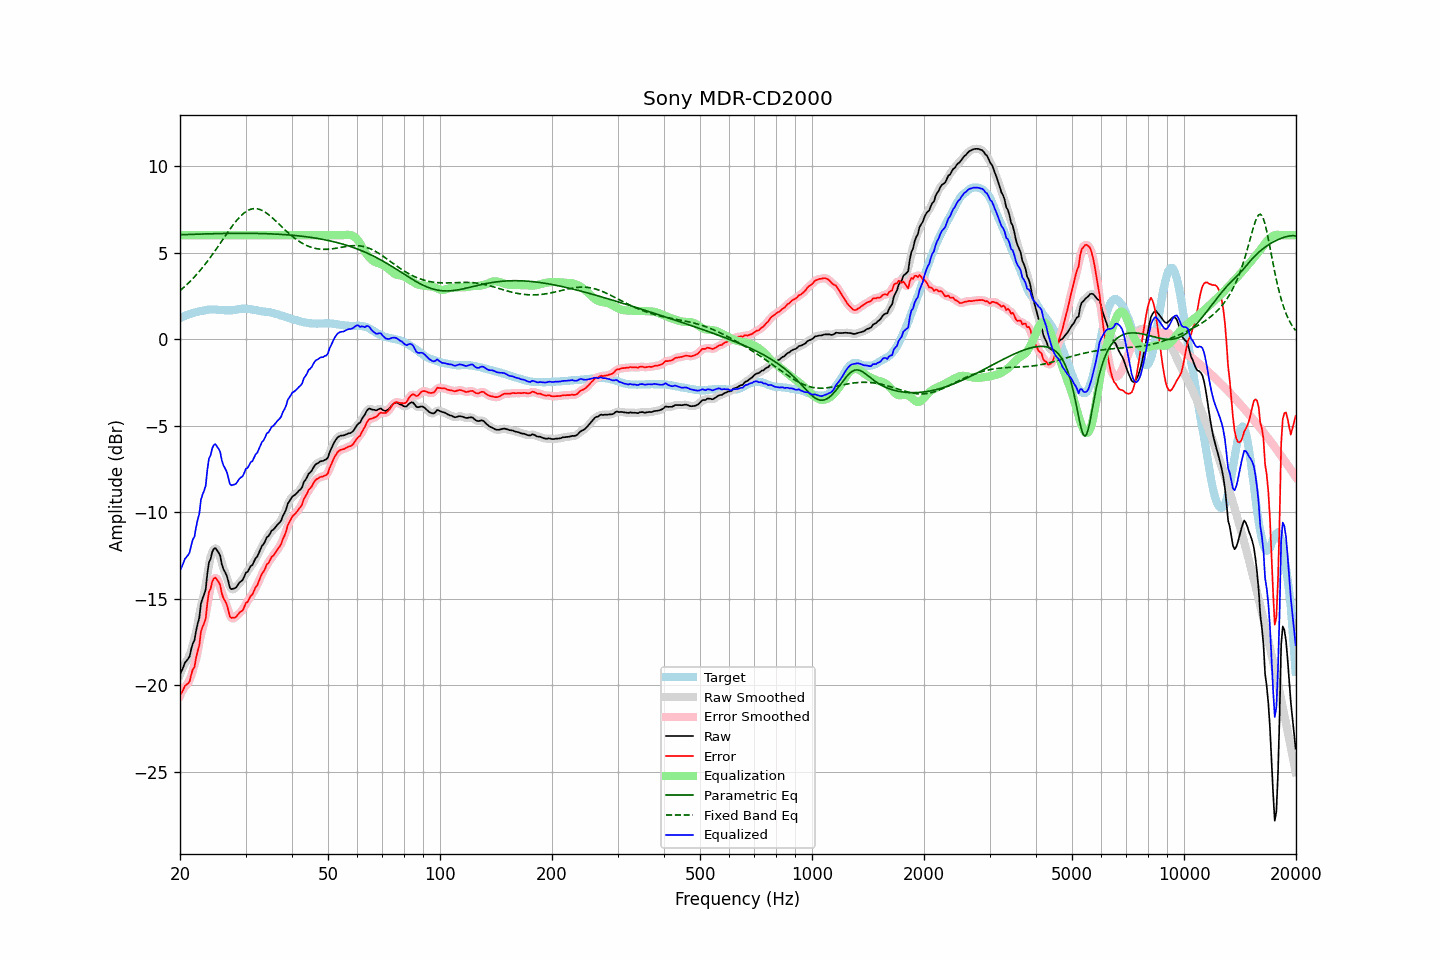 Sony MDR-CD2000
Amplitude (dBr)
10
5
0
−5
−10
−15
−20
−25
Target
Raw Smoothed
Error Smoothed
Raw
Error
Equalization
Parametric Eq
Fixed Band Eq
Equalized
20 50 100 200 500 1000 2000 5000 10000 20000
Frequency (Hz)